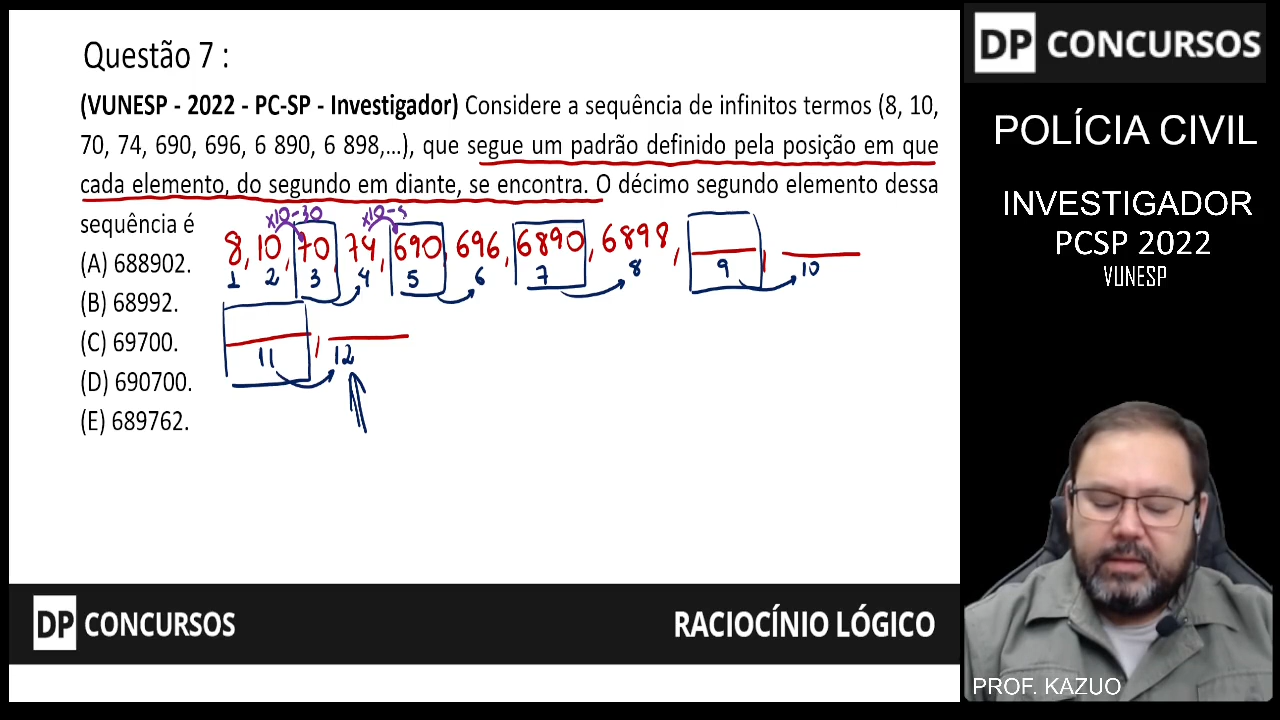 Questão 7 :
(VUNESP - 2022 - PC-SP - Investigador) Considere a sequência de infinitos termos (8, 10,
70, 74, 690, 696, 6 890, 6 898,...), que segue um padrão definido pela posição em que
cada elemento, do segundo em diante, se encontra. O décimo segundo elemento dessa
sequência é
x10-30 x10-5
8, 10, 70, 74, 690, 696, 6890, 6898, ,
1 2 3 4 5 6 7 8 9 10
,
11 12
(A) 688902.
(B) 68992.
(C) 69700.
(D) 690700.
(E) 689762.
DP CONCURSOS
RACIOCÍNIO LÓGICO
DP CONCURSOS
POLÍCIA CIVIL
INVESTIGADOR
PCSP 2022
VUNESP
PROF. KAZUO